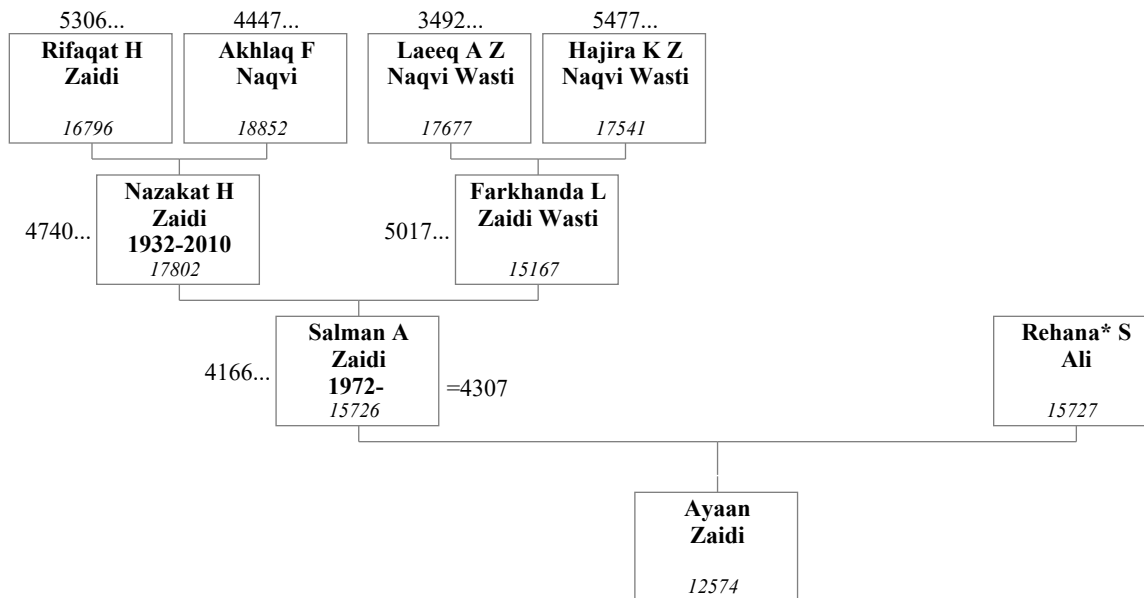 5306...
4447...
3492...
5477...
Rifaqat H
Zaidi
16796
Akhlaq F
Naqvi
18852
Laeeq A Z
Naqvi Wasti
17677
Hajira K Z
Naqvi Wasti
17541
4740...
Nazakat H
Zaidi
1932-2010
17802
5017...
Farkhanda L
Zaidi Wasti
15167
4166...
Salman A
Zaidi
1972-
15726
=4307
Rehana* S
Ali
15727
Ayaan
Zaidi
12574